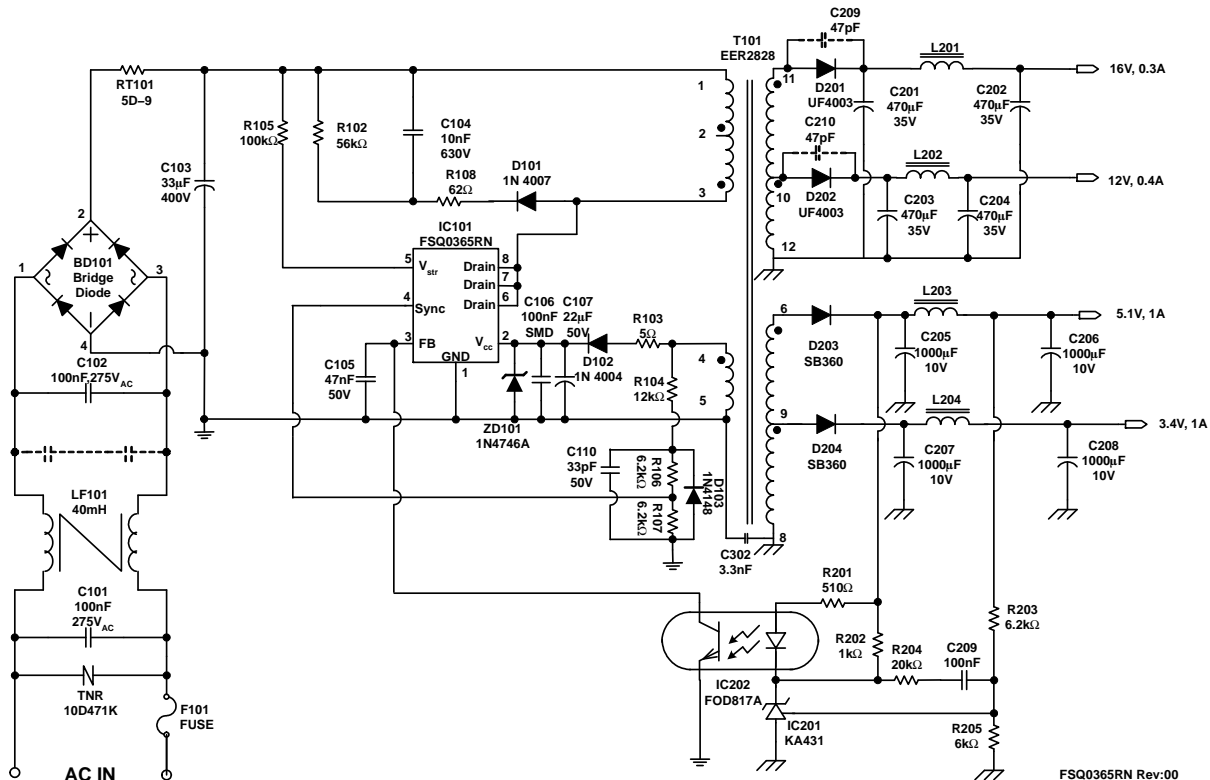 C209
47pF
T101
EER2828
RT101
5D–9
11
L201
16V, 0.3A
1
D201
UF4003
C201
470µF
35V
C202
470µF
35V
R105
100kΩ
R102
56kΩ
C104
10nF
630V
2
C210
47pF
C103
33µF
400V
D101
1N 4007
L202
R108
62Ω
3
10
D202
UF4003
12V, 0.4A
C203
470µF
35V
C204
470µF
35V
2
IC101
FSQ0365RN
12
1
BD101
Bridge
Diode
3
5
Vstr
Drain
8
Drain
7
Drain
6
4
Sync
C106
100nF
SMD
C107
22µF
50V
R103
5Ω
L203
6
5.1V, 1A
4
3
FB
Vcc
2
GND
1
D102
1N 4004
D203
SB360
C205
1000µF
10V
C206
1000µF
10V
C102
100nF,275VAC
C105
47nF
50V
4
R104
12kΩ
5
ZD101
1N4746A
9
L204
3.4V, 1A
D204
SB360
C207
1000µF
10V
C208
1000µF
10V
C110
33pF
50V
R106
6.2kΩ
R107
6.2kΩ
D103
1N4148
LF101
40mH
8
C302
3.3nF
C101
100nF
275VAC
R201
510Ω
R203
6.2kΩ
R202
1kΩ
R204
20kΩ
C209
100nF
TNR
10D471K
F101
FUSE
IC202
FOD817A
IC201
KA431
R205
6kΩ
AC IN
FSQ0365RN Rev:00